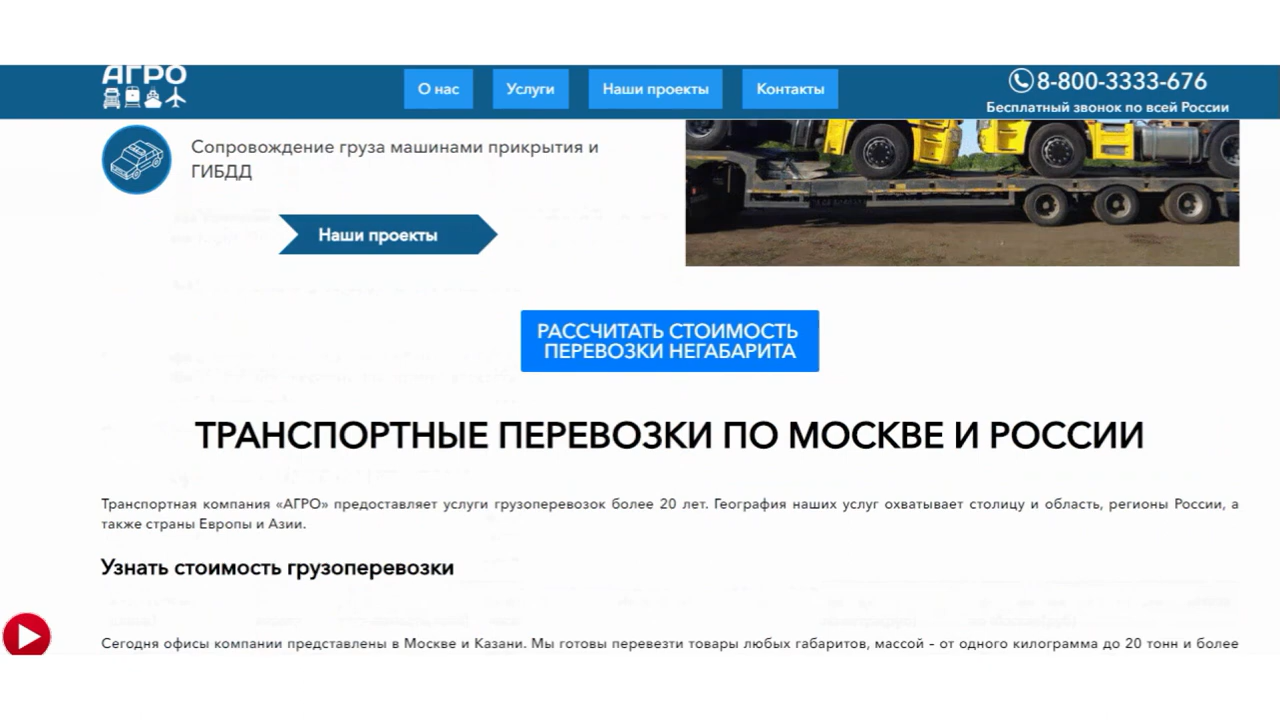 АГРО
О нас
Услуги
Наши проекты
Контакты
8-800-3333-676
Бесплатный звонок по всей России
Сопровождение груза машинами прикрытия и
ГИБДД
Наши проекты
РАССЧИТАТЬ СТОИМОСТЬ
ПЕРЕВОЗКИ НЕГАБАРИТА
ТРАНСПОРТНЫЕ ПЕРЕВОЗКИ ПО МОСКВЕ И РОССИИ
Транспортная компания «АГРО» предоставляет услуги грузоперевозок более 20 лет. География наших услуг охватывает столицу и область, регионы России, а
также страны Европы и Азии.
Узнать стоимость грузоперевозки
Сегодня офисы компании представлены в Москве и Казани. Мы готовы перевезти товары любых габаритов, массой – от одного килограмма до 20 тонн и более